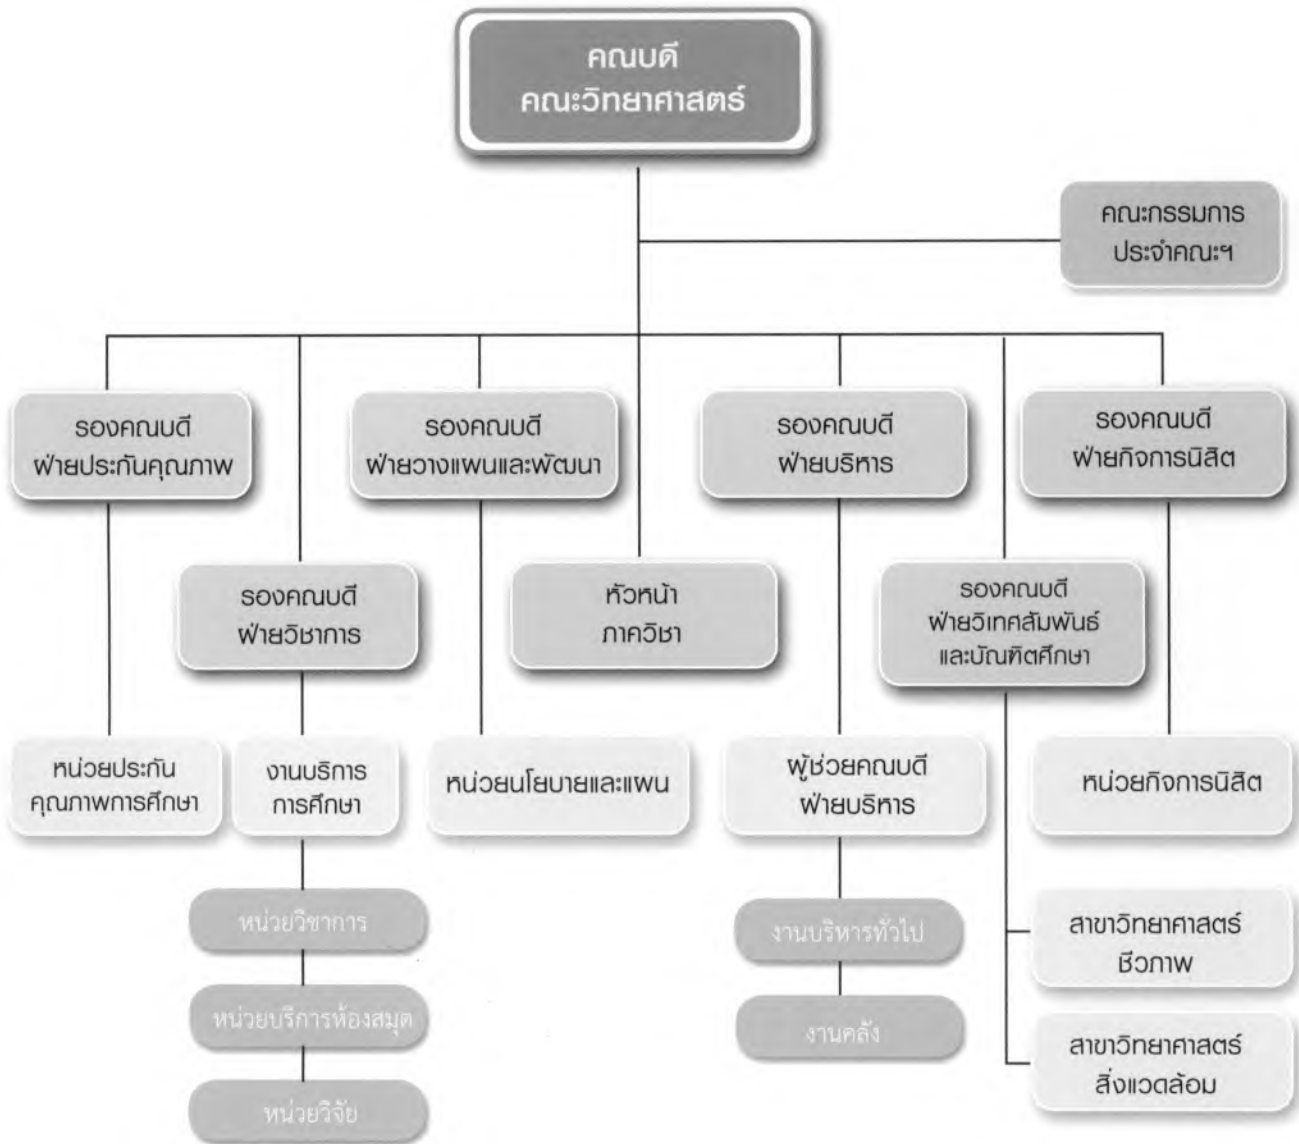 คณบดี
คณะวิทยาศาสตร์
คณะกรรมการ
ประจำคณะฯ
รองคณบดี
ฝ่ายประกันคุณภาพ
รองคณบดี
ฝ่ายวางแผนและพัฒนา
รองคณบดี
ฝ่ายบริหาร
รองคณบดี
ฝ่ายกิจการนิสิต
รองคณบดี
ฝ่ายวิชาการ
หัวหน้า
ภาควิชา
รองคณบดี
ฝ่ายวิเทศสัมพันธ์
และบัณฑิตศึกษา
หน่วยประกัน
คุณภาพการศึกษา
งานบริการ
การศึกษา
หน่วยนโยบายและแผน
ผู้ช่วยคณบดี
ฝ่ายบริหาร
หน่วยกิจการนิสิต
หน่วยวิชาการ
หน่วยบริการห้องสมุด
หน่วยวิจัย
งานบริหารทั่วไป
งานคลัง
สาขาวิทยาศาสตร์
ชีวภาพ
สาขาวิทยาศาสตร์
สิ่งแวดล้อม